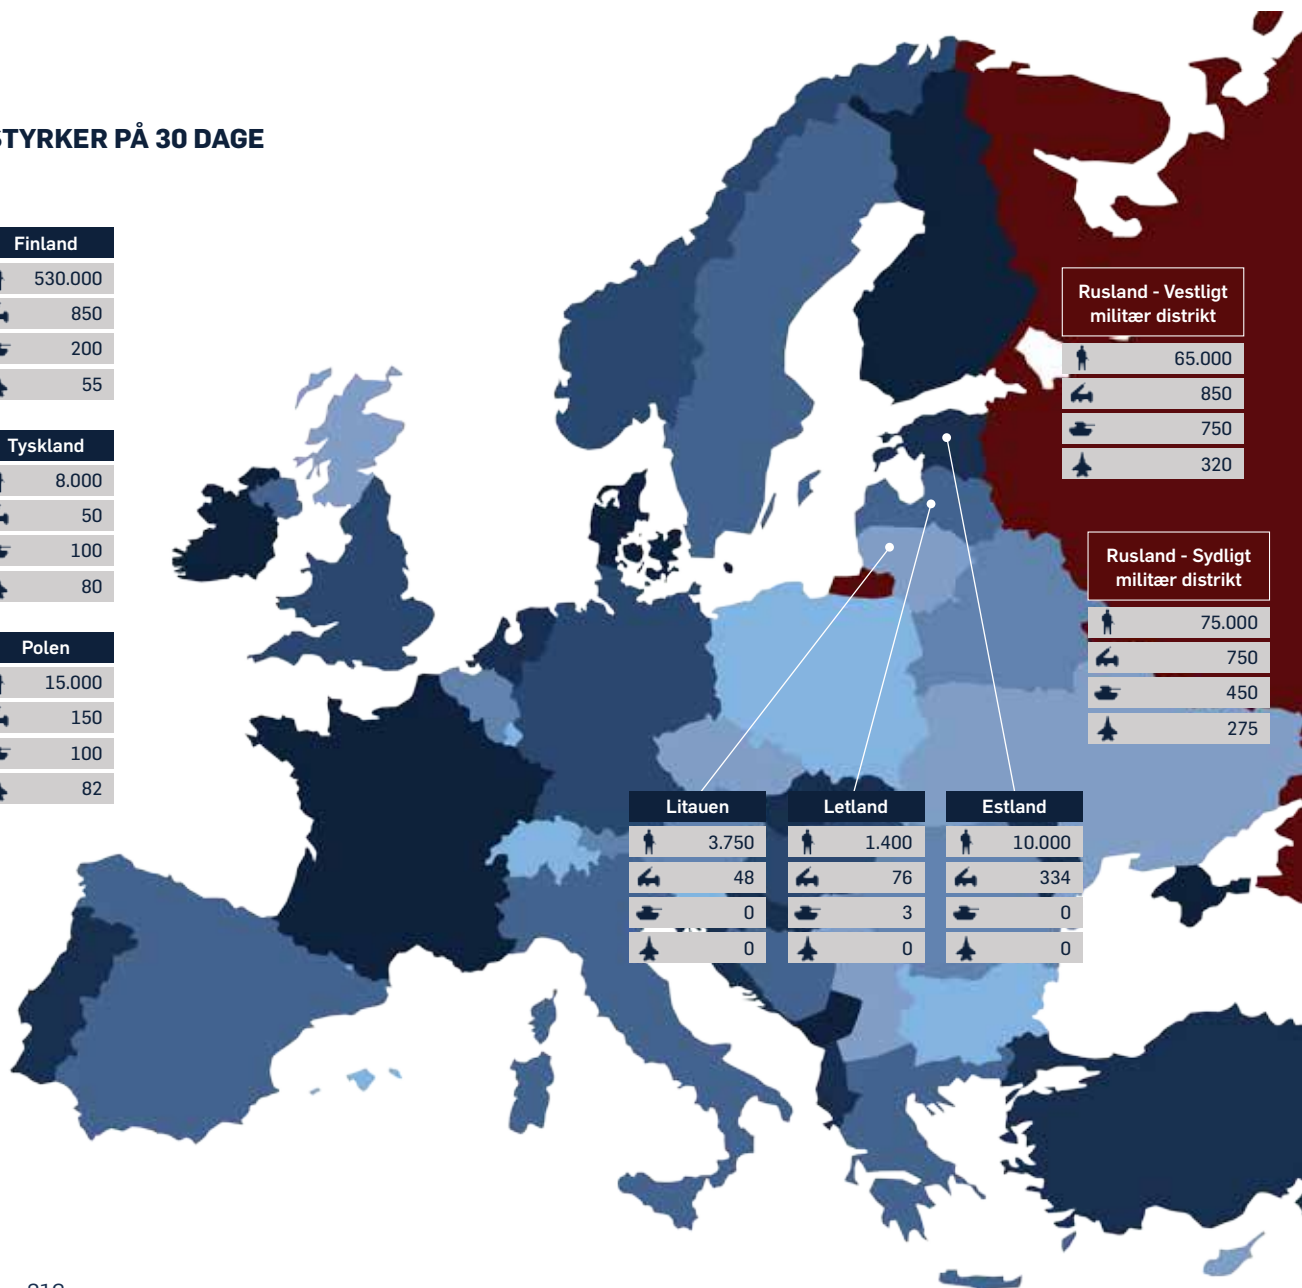 STYRKER PÅ 30 DAGE
Finland
530.000
850
200
55
Tyskland
8.000
50
100
80
Polen
15.000
150
100
82
Rusland - Vestligt
militær distrikt
65.000
850
750
320
Rusland - Sydligt
militær distrikt
75.000
750
450
275
Litauen
3.750
48
0
0
Letland
1.400
76
3
0
Estland
10.000
334
0
0